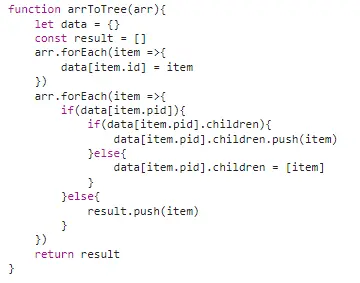 function arrToTree(arr){
    let data = {}
    const result = []
    arr.forEach(item =>{
        data[item.id] = item
    })
    arr.forEach(item =>{
        if(data[item.pid]){
            if(data[item.pid].children){
                data[item.pid].children.push(item)
            }else{
                data[item.pid].children = [item]
            }
        }else{
            result.push(item)
        }
    })
    return result
}